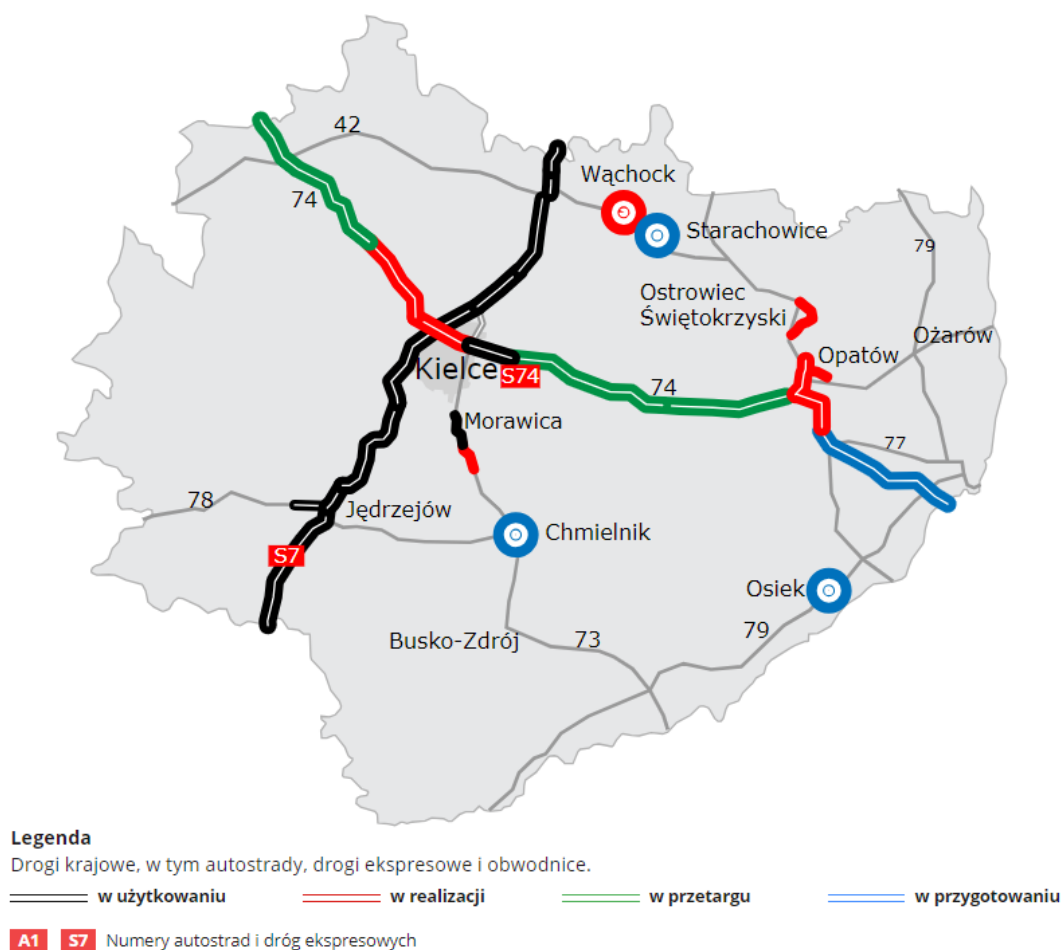 42
Wąchock
74
Starachowice
79
Ostrowiec
Świętokrzyski
Ożarów
Opatów
Kielce
S74
74
Morawica
77
78
Jędrzejów
Chmielnik
S7
Osiek
79
Busko-Zdrój
73
Legenda
Drogi krajowe, w tym autostrady, drogi ekspresowe i obwodnice.
w użytkowaniu w realizacji w przetargu w przygotowaniu
A1 S7 Numery autostrad i dróg ekspresowych